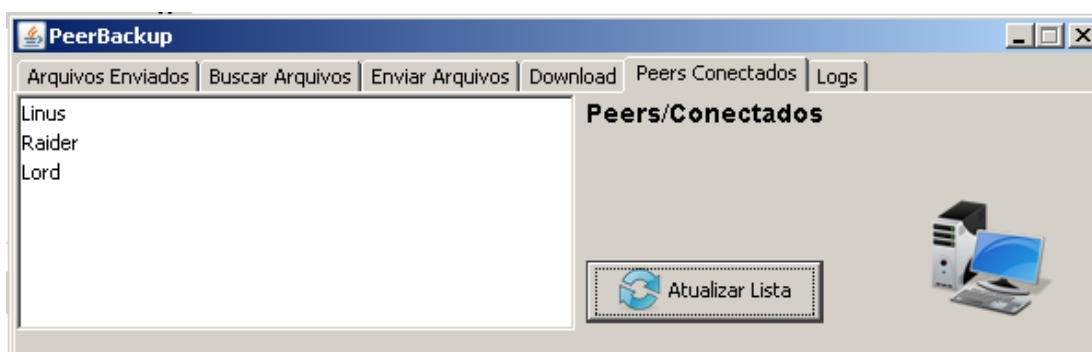 PeerBackup
Arquivos Enviados Buscar Arquivos Enviar Arquivos Download Peers Conectados Logs
Linus
Raider
Lord
Peers/Conectados
Atualizar Lista